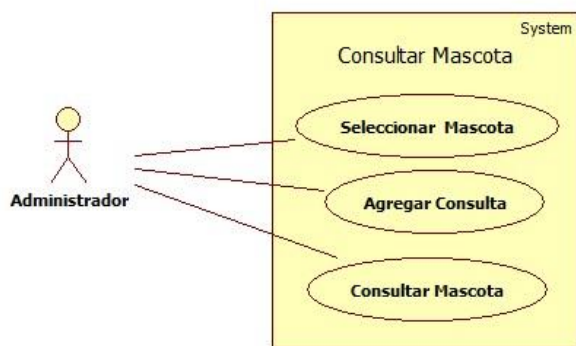 System
Consultar Mascota
Seleccionar Mascota
Administrador
Agregar Consulta
Consultar Mascota